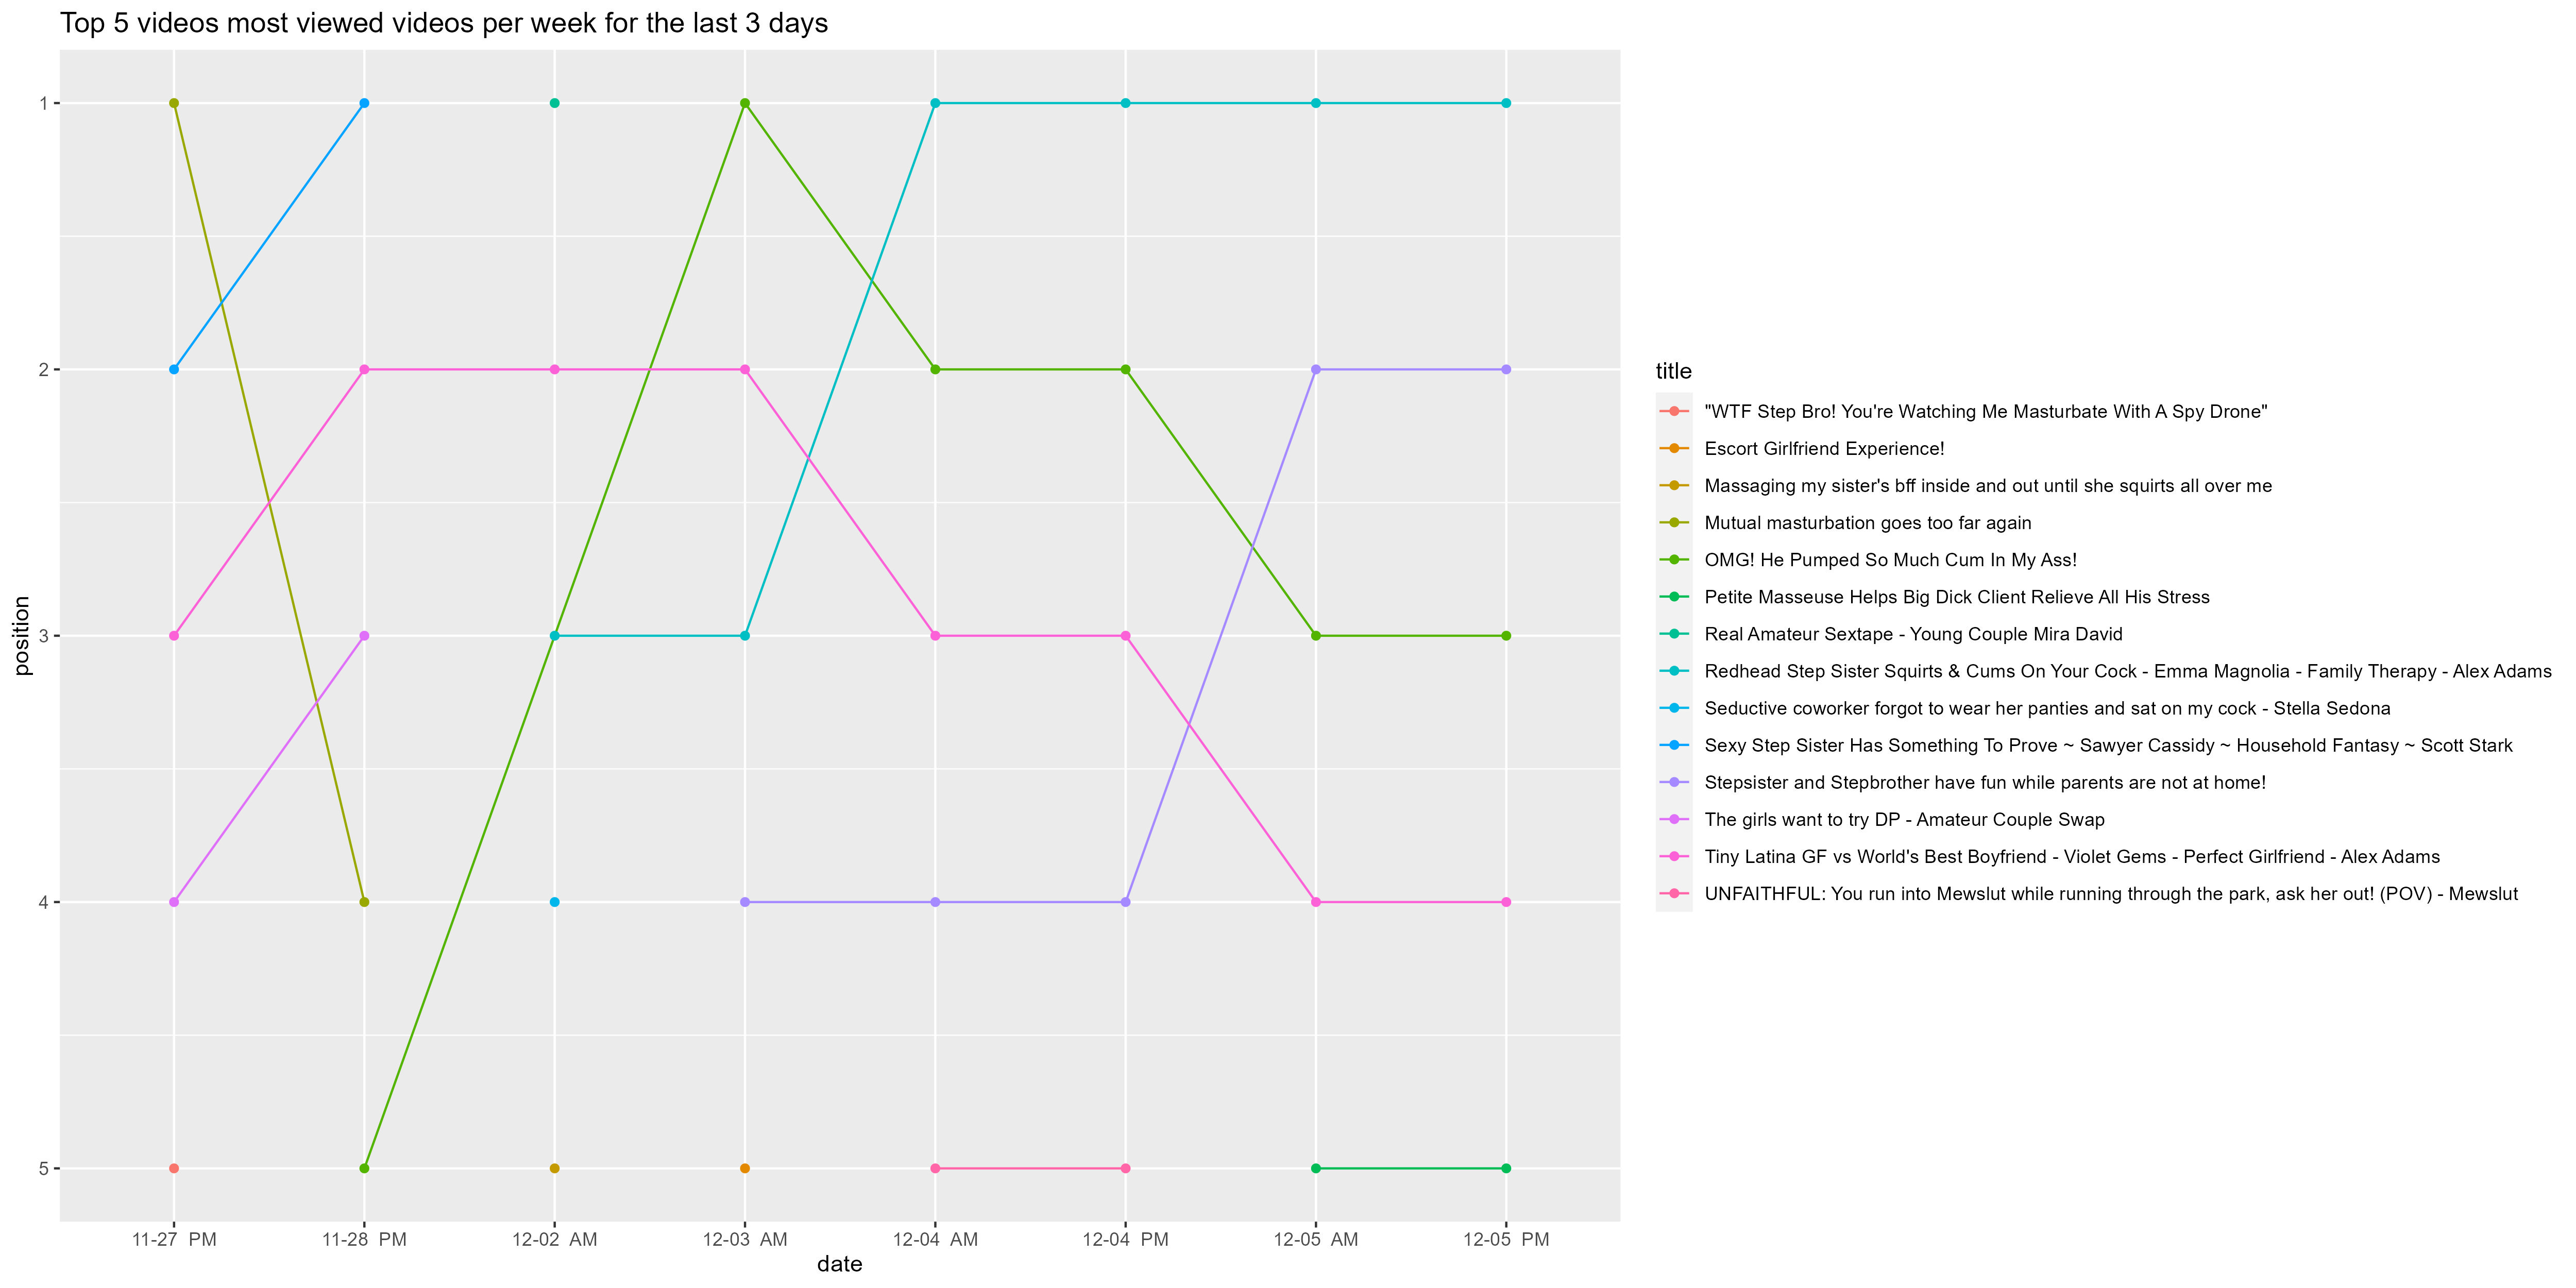 Top 5 videos most viewed videos per week for the last 3 days
position
1
2
3
4
5
11-27 PM
11-28 PM
12-02 AM
12-03 AM
12-04 AM
12-04 PM
12-05 AM
12-05 PM
date
title
"WTF Step Bro! You're Watching Me Masturbate With A Spy Drone"
Escort Girlfriend Experience!
Massaging my sister's bff inside and out until she squirts all over me
Mutual masturbation goes too far again
OMG! He Pumped So Much Cum In My Ass!
Petite Masseuse Helps Big Dick Client Relieve All His Stress
Real Amateur Sextape - Young Couple Mira David
Redhead Step Sister Squirts & Cums On Your Cock - Emma Magnolia - Family Therapy - Alex Adams
Seductive coworker forgot to wear her panties and sat on my cock - Stella Sedona
Sexy Step Sister Has Something To Prove ~ Sawyer Cassidy ~ Household Fantasy ~ Scott Stark
Stepsister and Stepbrother have fun while parents are not at home!
The girls want to try DP - Amateur Couple Swap
Tiny Latina GF vs World's Best Boyfriend - Violet Gems - Perfect Girlfriend - Alex Adams
UNFAITHFUL: You run into Mewslut while running through the park, ask her out! (POV) - Mewslut